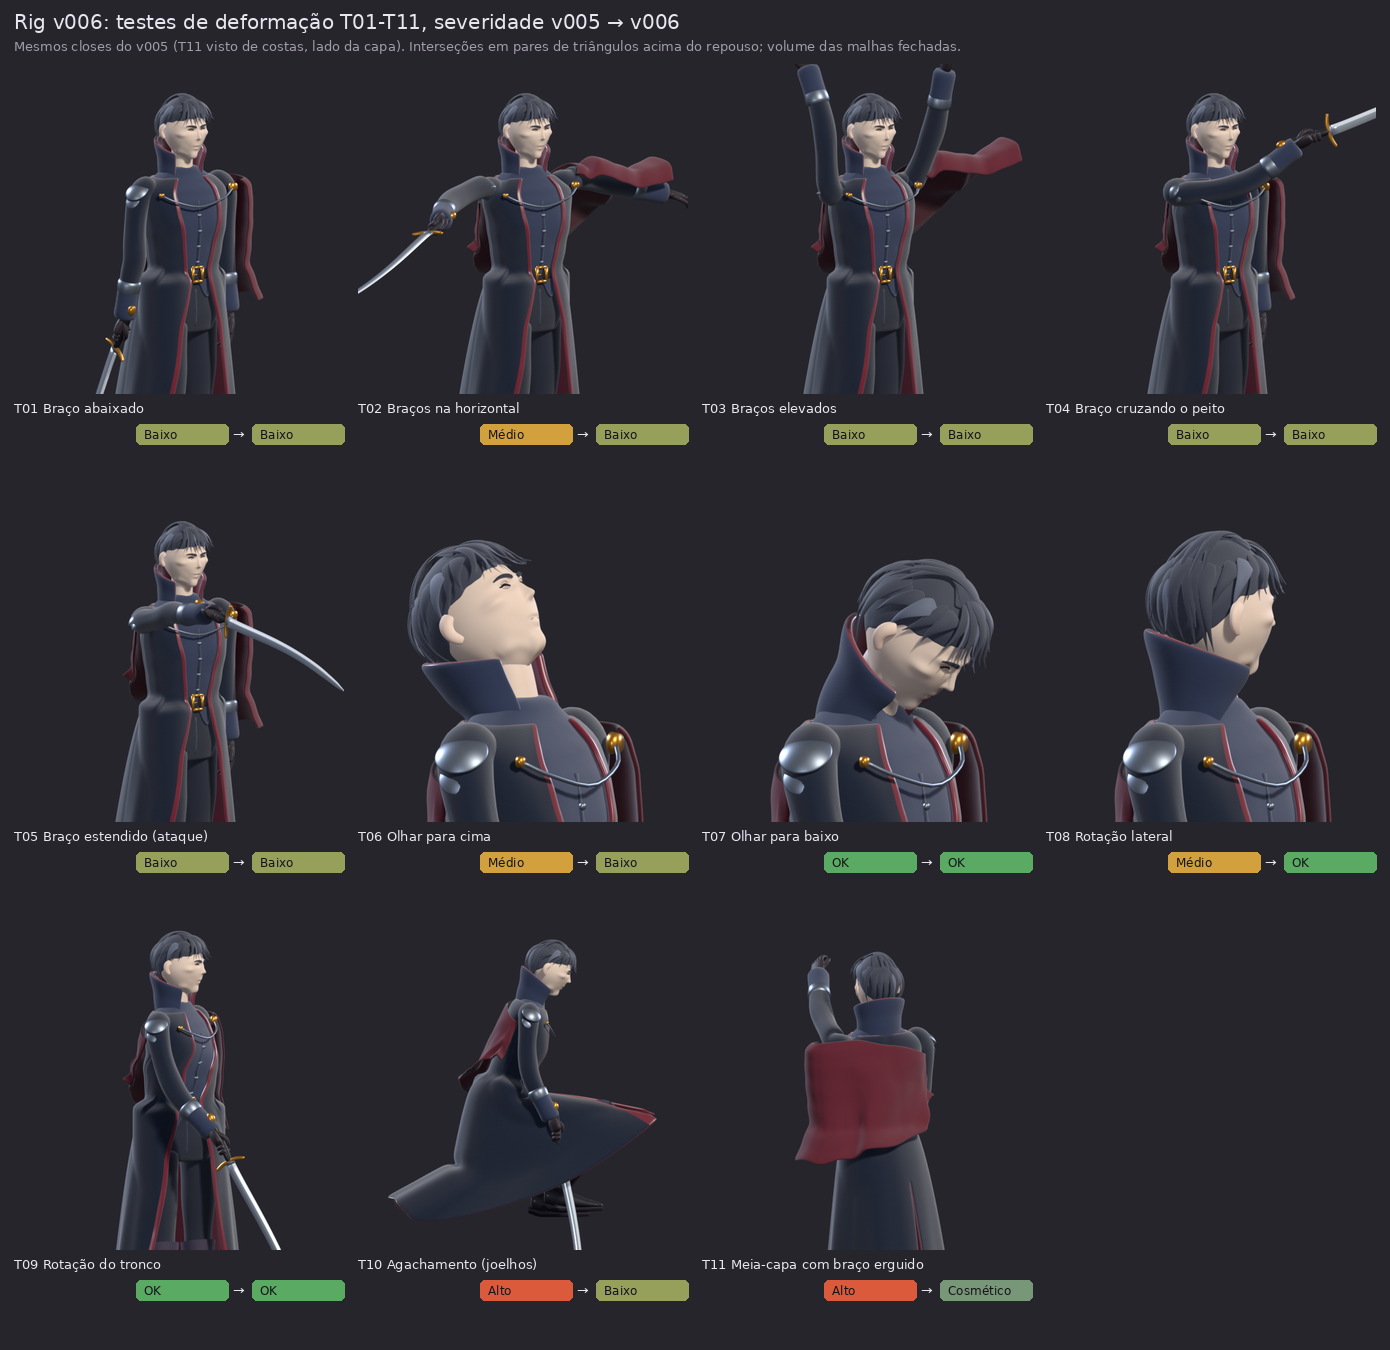 Rig v006: testes de deformação T01-T11, severidade v005 → v006
Mesmos closes do v005 (T11 visto de costas, lado da capa). Interseções em pares de triângulos acima do repouso; volume das malhas fechadas.
T01 Braço abaixado
Baixo → Baixo
T02 Braços na horizontal
Médio → Baixo
T03 Braços elevados
Baixo → Baixo
T04 Braço cruzando o peito
Baixo → Baixo
T05 Braço estendido (ataque)
Baixo → Baixo
T06 Olhar para cima
Médio → Baixo
T07 Olhar para baixo
OK → OK
T08 Rotação lateral
Médio → OK
T09 Rotação do tronco
OK → OK
T10 Agachamento (joelhos)
Alto → Baixo
T11 Meia-capa com braço erguido
Alto → Cosmético